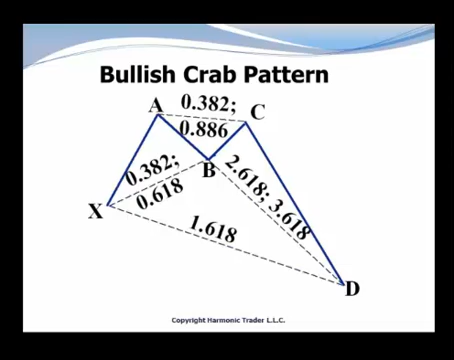 Bullish Crab Pattern
A
0.382;
C
0.886
0.382;
B
2.618; 3.618
0.618
X
1.618
D
Copyright Harmonic Trader L.L.C.